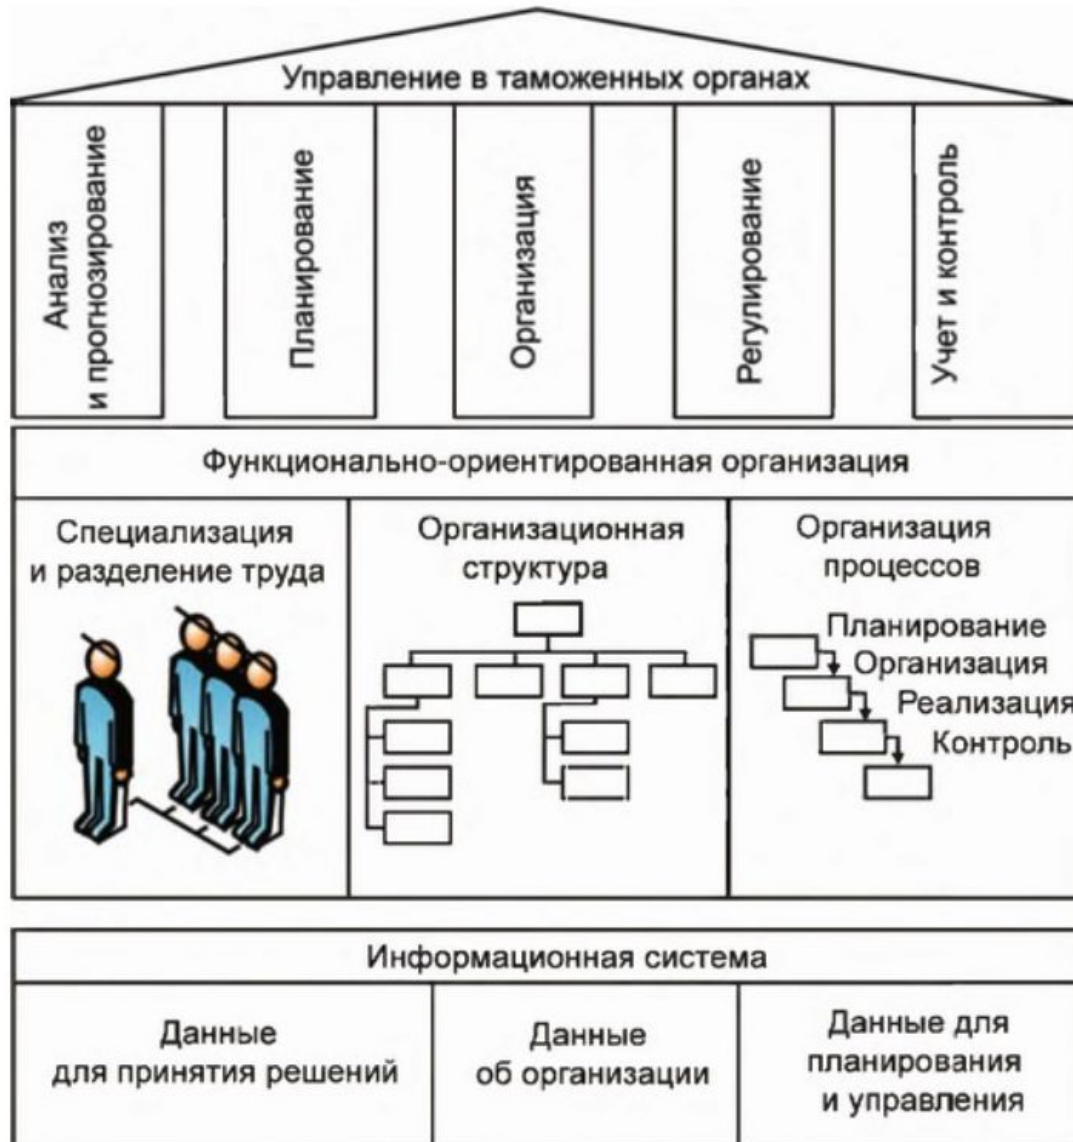 Управление в таможенных органах
Анализ
и прогнозирование
Планирование
Организация
Регулирование
Учет и контроль
Функционально-ориентированная организация
Специализация
и разделение труда
Организационная
структура
Организация
процессов
Планирование
Организация
Реализация
Контроль
Информационная система
Данные
для принятия решений
Данные
об организации
Данные для
планирования
и управления